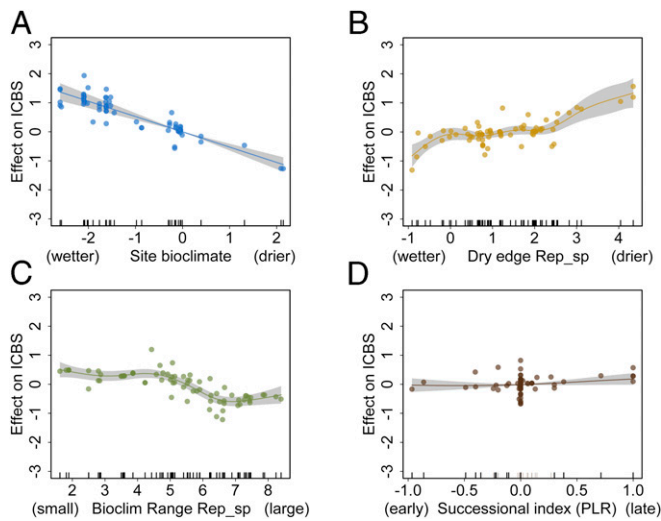 A
3
2
1
0
-1
-2
-3
Effect on ICBS
-2 -1 0 1 2
(wetter) Site bioclimate (drier)
B
3
2
1
0
-1
-2
-3
Effect on ICBS
-1 0 1 2 3 4
(wetter) Dry edge Rep_sp (drier)
C
3
2
1
0
-1
-2
-3
Effect on ICBS
2 3 4 5 6 7 8
(small) Bioclim Range Rep_sp (large)
D
3
2
1
0
-1
-2
-3
Effect on ICBS
-1.0 -0.5 0.0 0.5 1.0
(early) Successional index (PLR) (late)